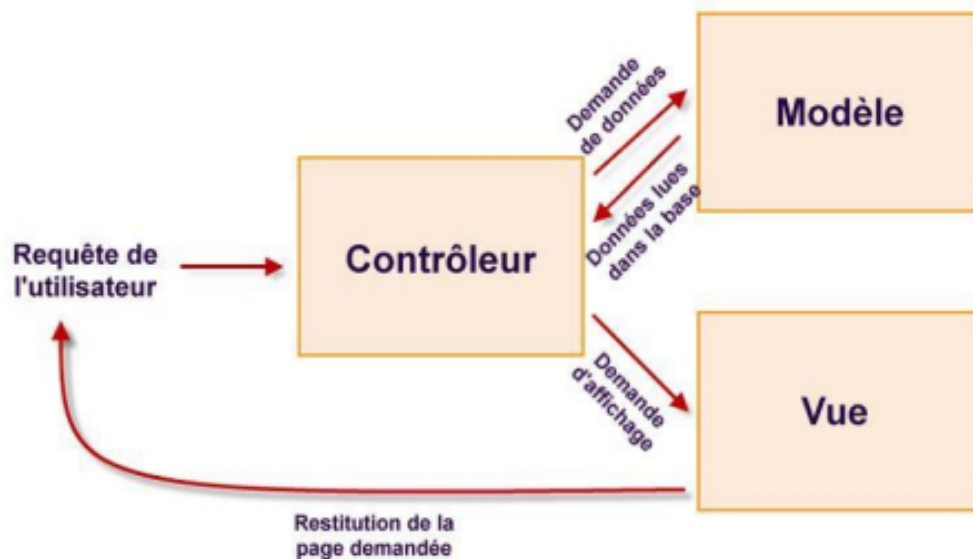 Requête de
l'utilisateur
Contrôleur
Demande
de données
Données lues
dans la base
Modèle
Demande
d'affichage
Vue
Restitution de la
page demandée